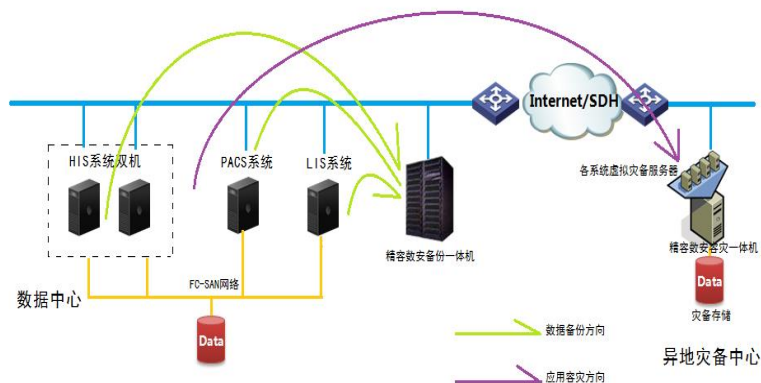 Internet/SDH
HIS系统双机
PACS系统
LIS系统
各系统虚拟灾备服务器
精容数安备份一体机
精容数安容灾一体机
FC-SAN网络
数据中心
Data
Data
灾备存储
数据备份方向
异地灾备中心
应用容灾方向